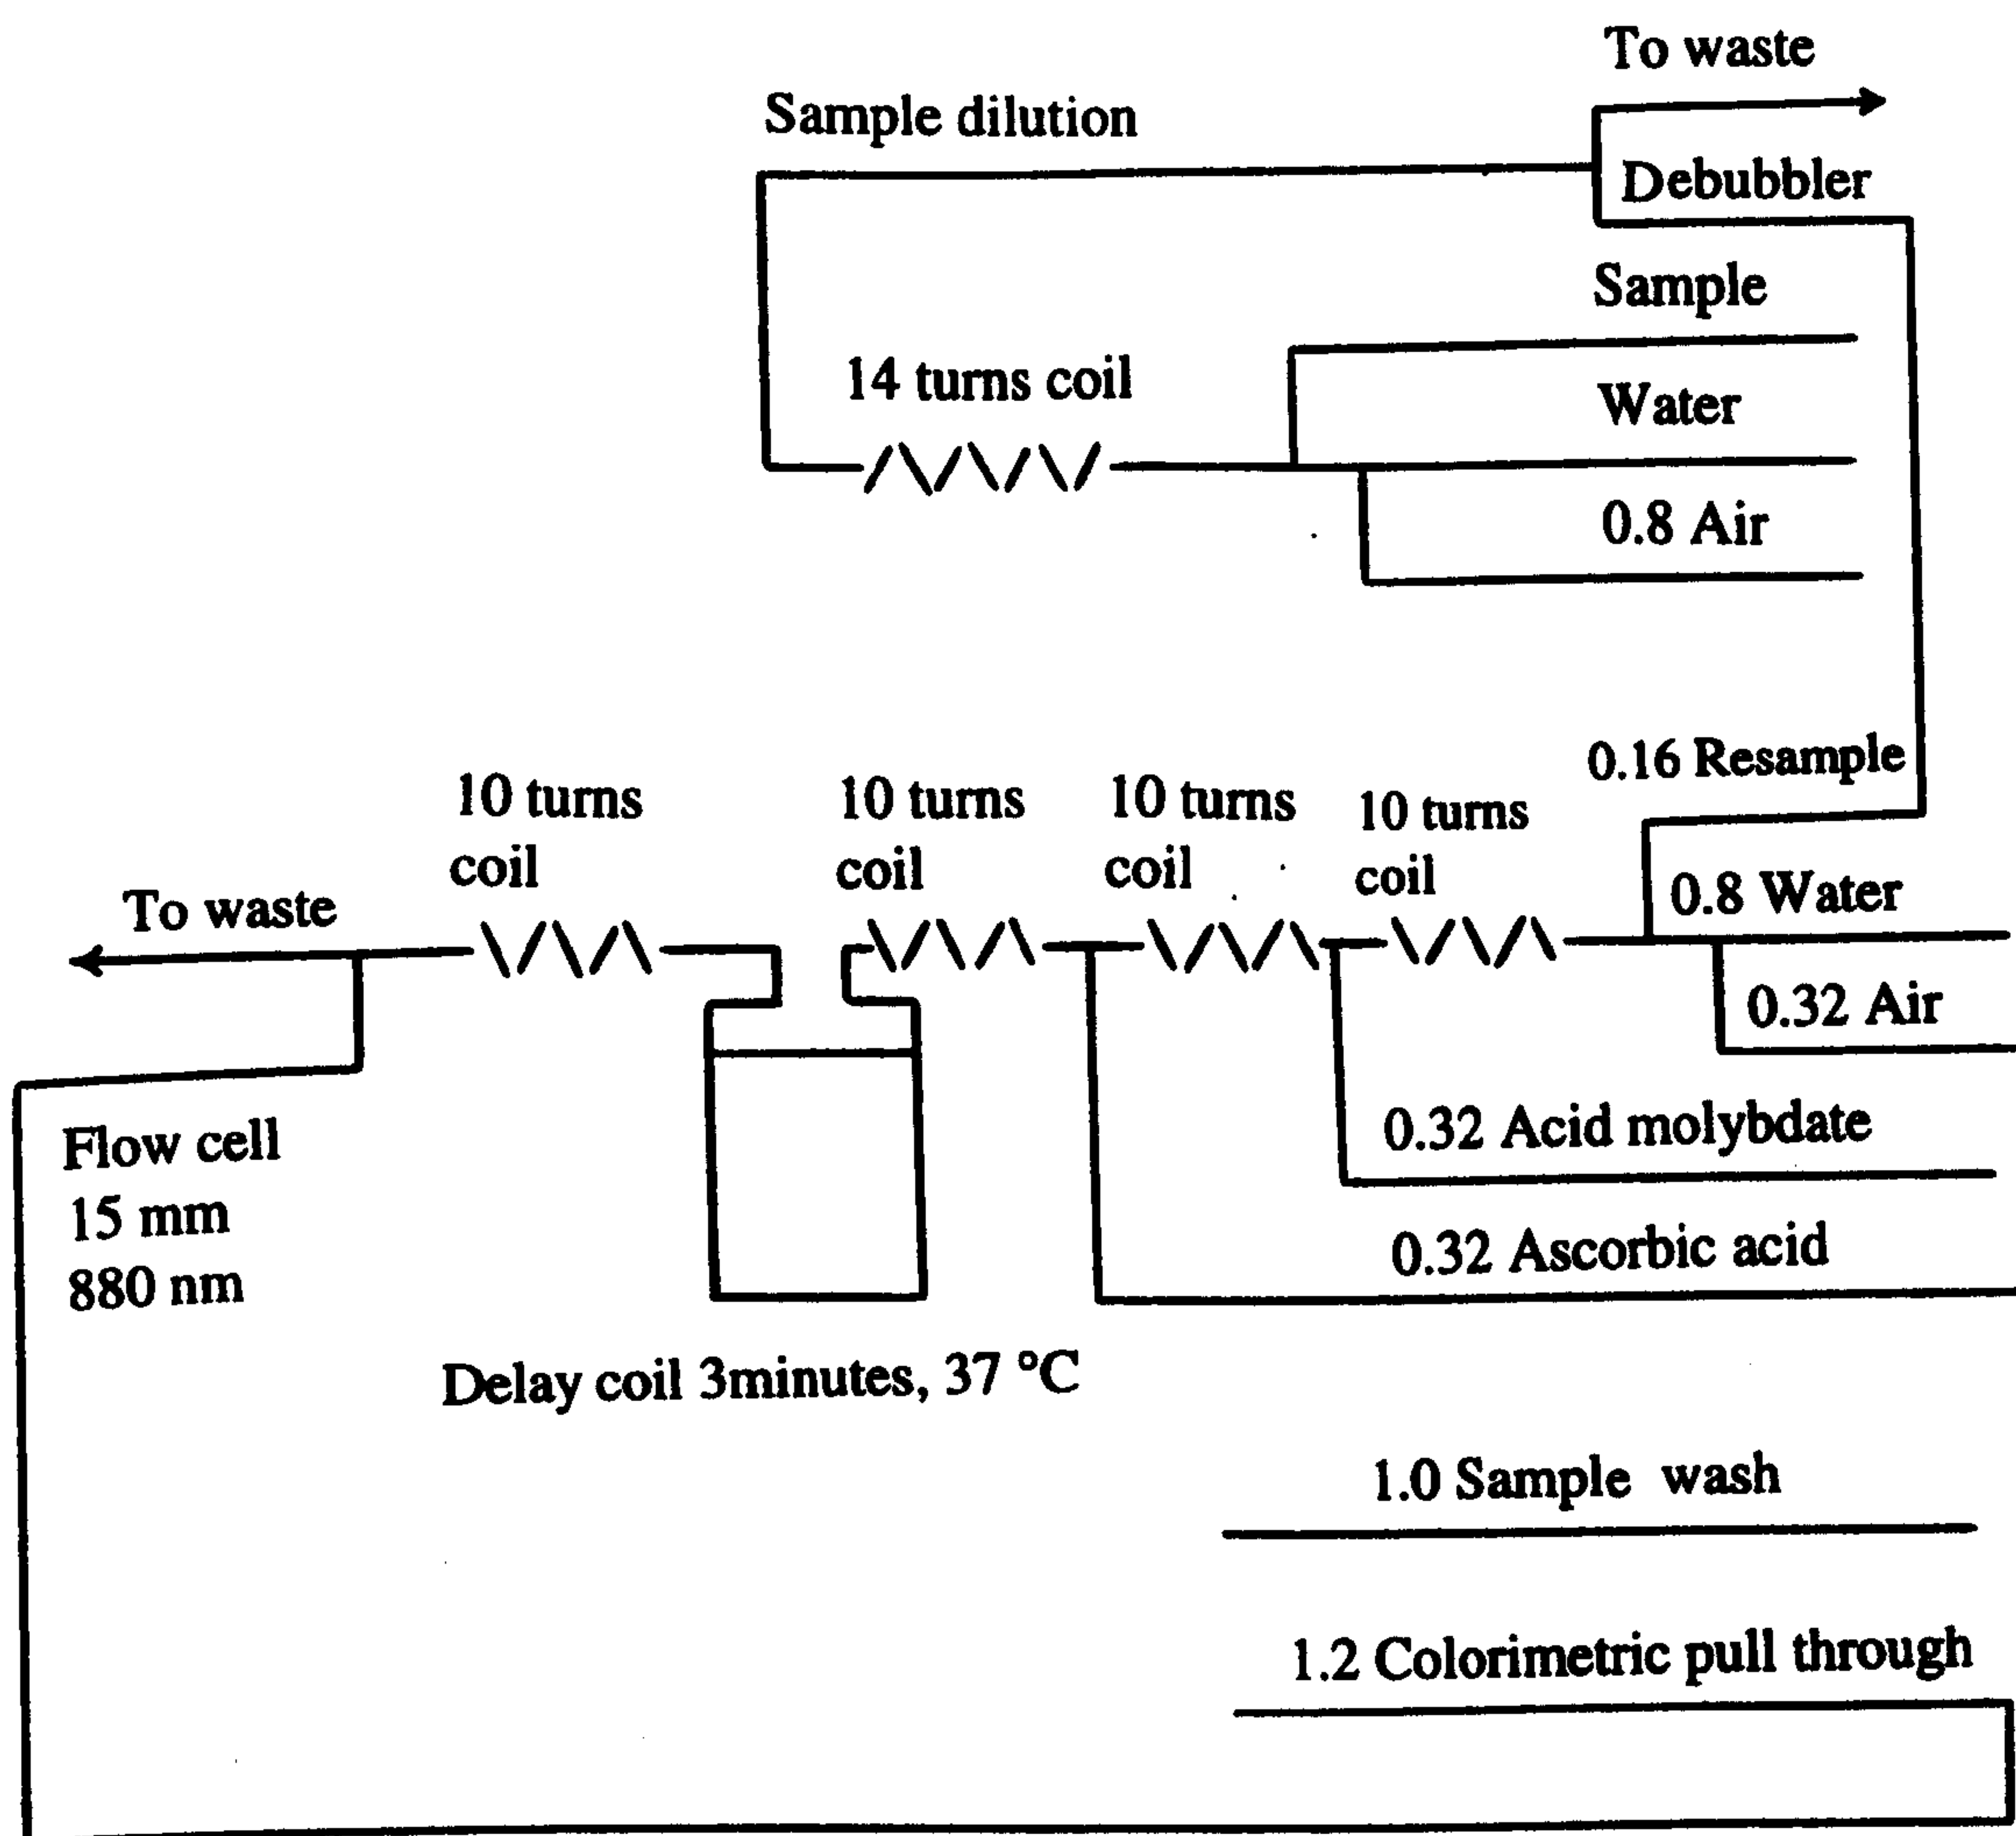 To waste
Sample dilution
Debubbler
Sample
14 turns coil
Water
0.8 Air
0.16 Resample
10 turns
coil
10 turns
coil
10 turns
coil
10 turns
coil
To waste
0.8 Water
0.32 Air
Flow cell
15 mm
880 nm
0.32 Acid molybdate
0.32 Ascorbic acid
Delay coil 3minutes, 37 °C
1.0 Sample wash
1.2 Colorimetric pull through